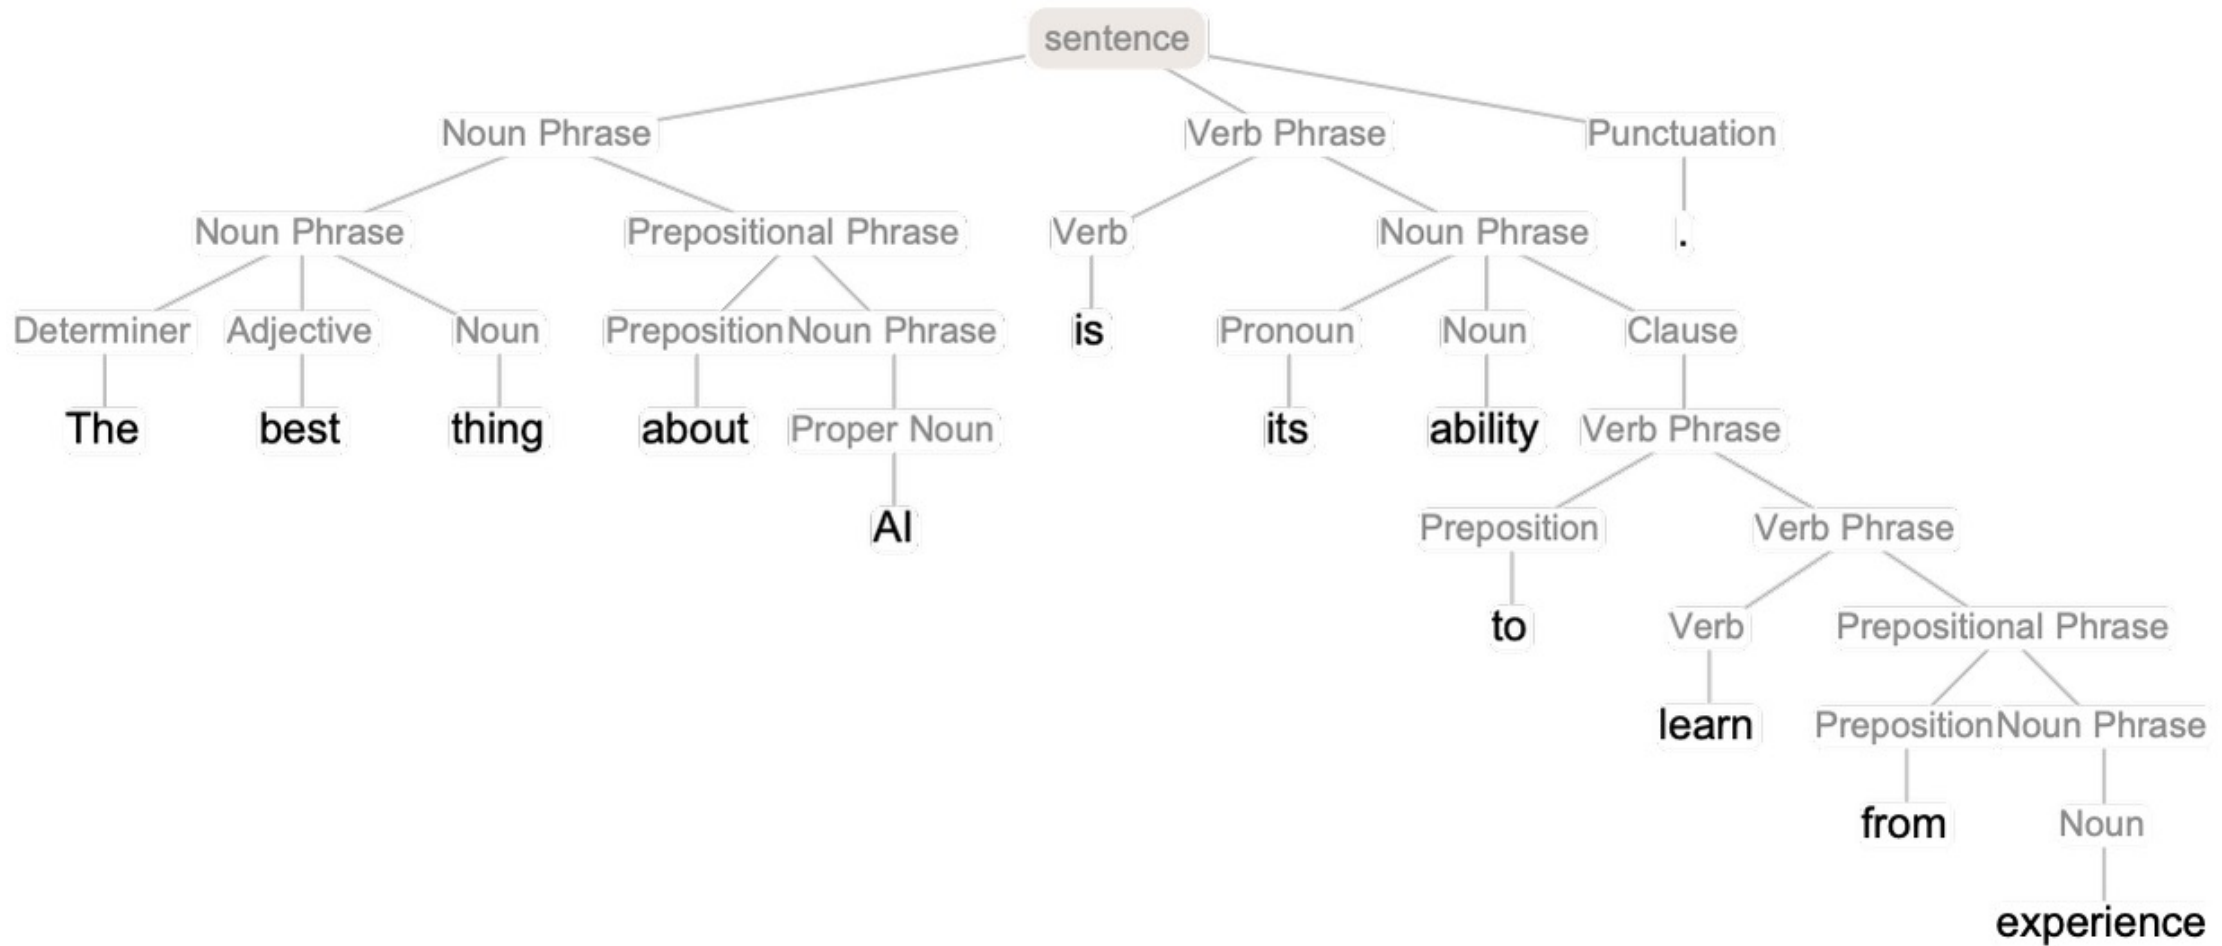 sentence
Noun Phrase Verb Phrase Punctuation
Noun Phrase Prepositional Phrase Verb Noun Phrase .
Determiner Adjective Noun Preposition Noun Phrase is Pronoun Noun Clause
The best thing about Proper Noun its ability Verb Phrase
AI Preposition Verb Phrase
to Verb Prepositional Phrase
learn Preposition Noun Phrase
from Noun
experience